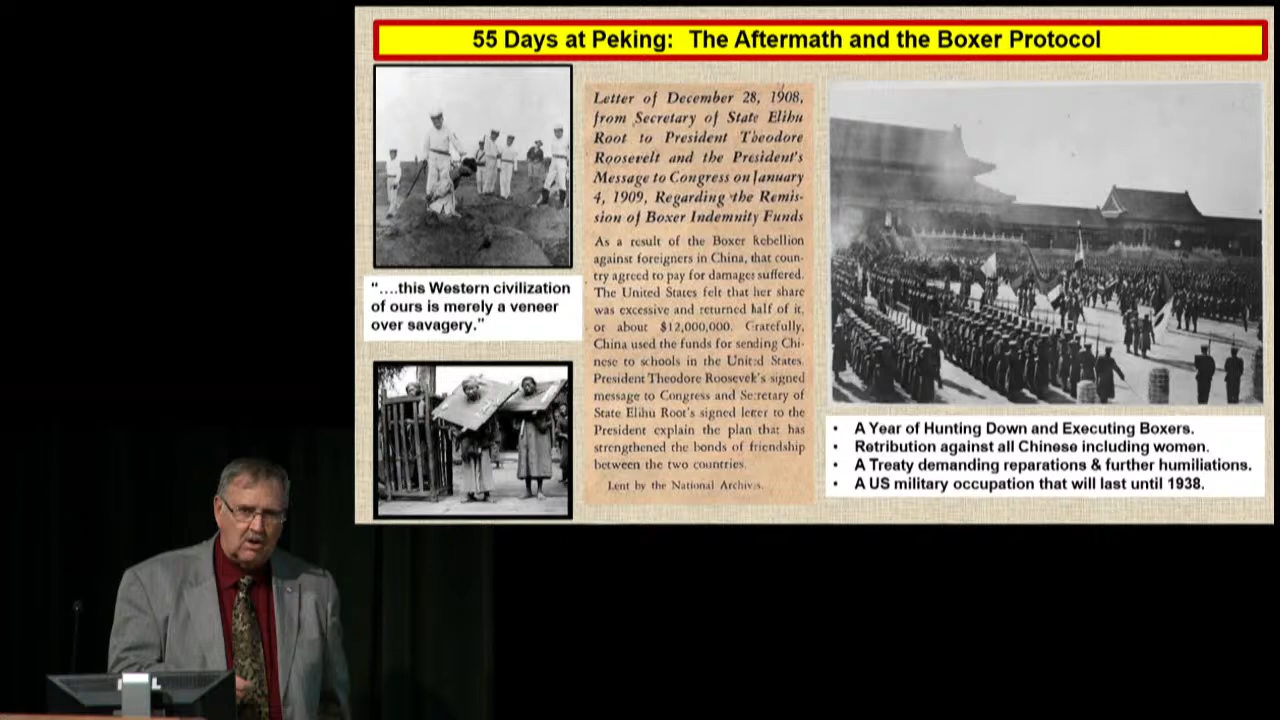 55 Days at Peking: The Aftermath and the Boxer Protocol
"….this Western civilization
of ours is merely a veneer
over savagery."
Letter of December 28, 1908,
from Secretary of State Elihu
Root to President Theodore
Roosevelt and the President's
Message to Congress on January
4, 1909, Regarding the Remis-
sion of Boxer Indemnity Funds
As a result of the Boxer Rebellion
against foreigners in China, that coun-
try agreed to pay for damages suffered.
The United States felt that her share
was excessive and returned half of it,
or about $12,000,000. Gratefully,
China used the funds for sending Chi-
nese to schools in the United States.
President Theodore Roosevelt's signed
message to Congress and Secretary of
State Elihu Root's signed letter to the
President explain the plan that has
strengthened the bonds of friendship
between the two countries.
Lent by the National Archives.
• A Year of Hunting Down and Executing Boxers.
• Retribution against all Chinese including women.
• A Treaty demanding reparations & further humiliations.
• A US military occupation that will last until 1938.